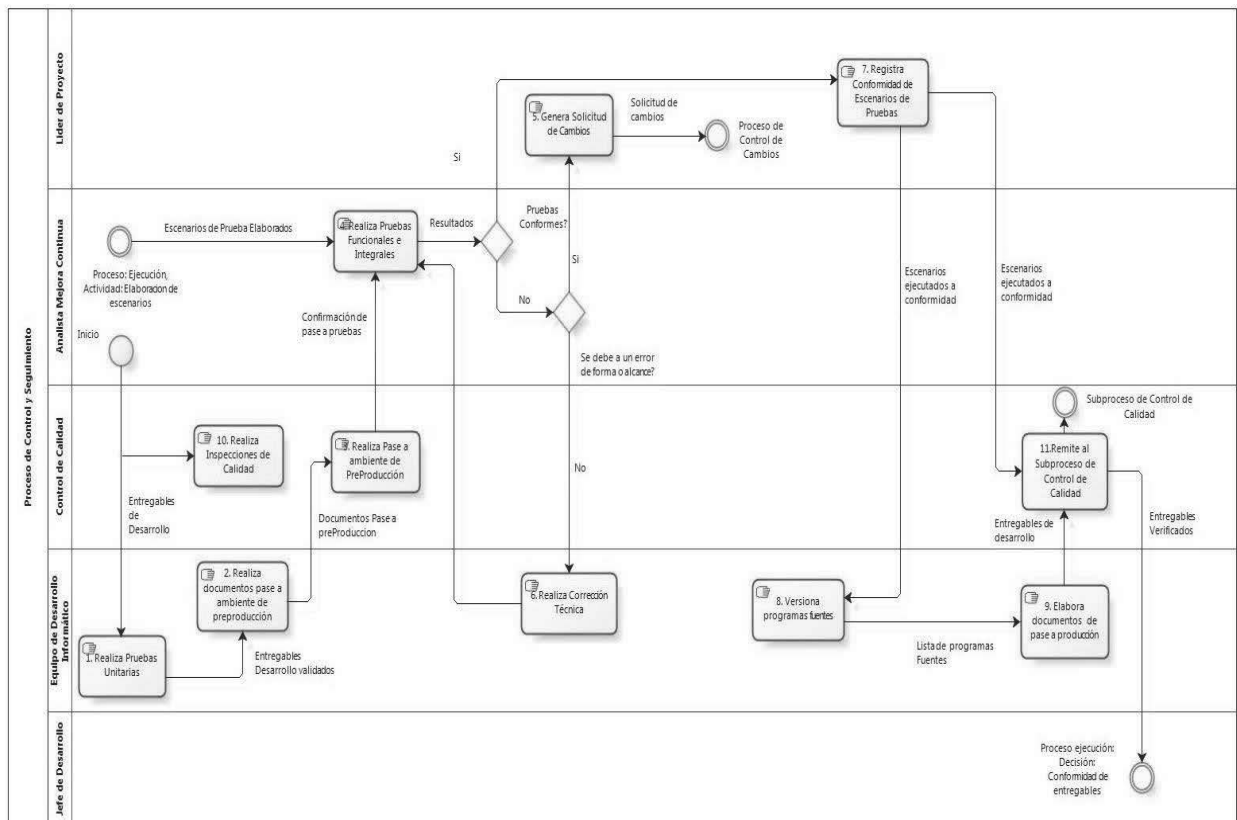 Proceso de Control y Seguimiento
Lider de Proyecto
7. Registra
Conformidad de
Escenarios de
Pruebas
5. Genera Solicitud
de Cambios
Solicitud de
cambios
Proceso de
Control de
Cambios
Si
Analista Mejora Continua
Escenarios de Prueba Elaborados
4. Realiza Pruebas
Funcionales e
Integrales
Resultados
Pruebas
Conformes?
Proceso: Ejecución,
Actividad: Elaboracion de
escenarios
Si
No
Escenarios
ejecutados a
conformidad
Escenarios
ejecutados a
conformidad
Inicio
Confirmación de
pase a pruebas
Se debe a un error
de forma o alcance?
Control de Calidad
Subproceso de Control de
Calidad
10. Realiza
Inspecciones de
Calidad
3. Realiza Pase a
ambiente de
PreProducción
No
11.Remite al
Subproceso de
Control de
Calidad
Entregables
de
Desarrollo
Documentos Pase a
preProduccion
Entregables de
desarrollo
Entregables
Verificados
Equipo de Desarrollo
Informático
2. Realiza
documentos pase a
ambiente de
preproducción
6. Realiza Corrección
Técnica
8. Versiona
programas fuentes
9. Elabora
documentos de
pase a producción
1. Realiza Pruebas
Unitarias
Entregables
Desarrollo validados
Lista de programas
Fuentes
Jefe de Desarrollo
Proceso ejecución:
Decisión:
Conformidad de
entregables